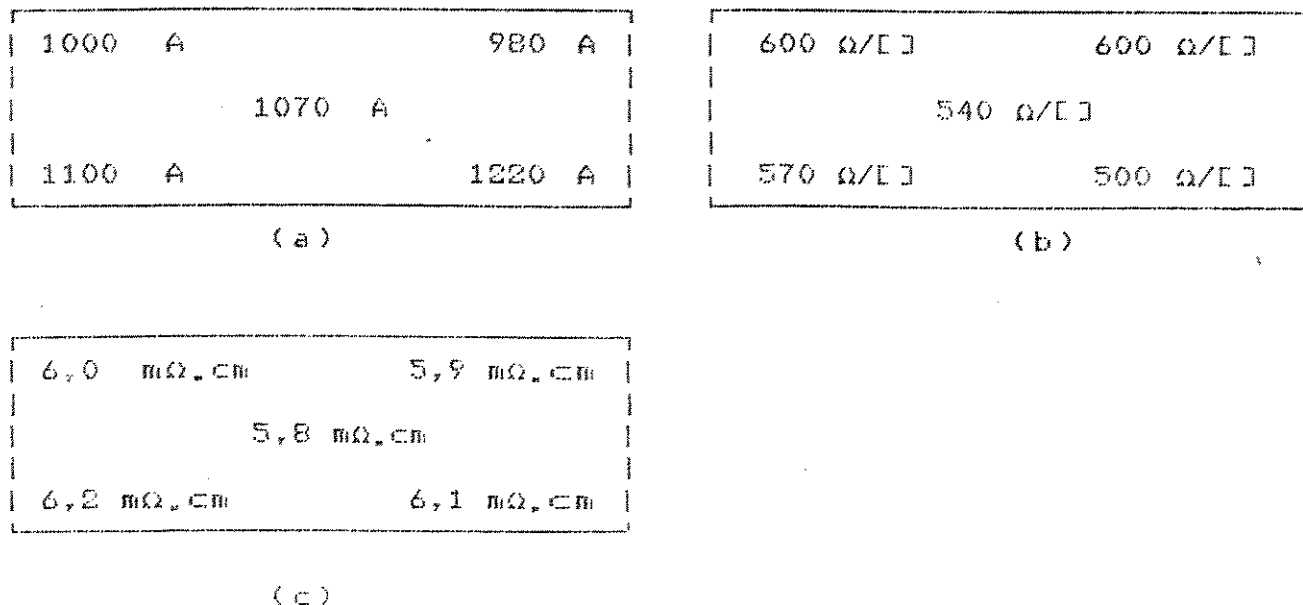 1000 A 980 A 600 Ω/[] 600 Ω/[]
1070 A 540 Ω/[]
1100 A 1220 A 570 Ω/[] 500 Ω/[]
(a) (b)
6,0 mΩ.cm 5,9 mΩ.cm
5,8 mΩ.cm
6,2 mΩ.cm 6,1 mΩ.cm
(c)